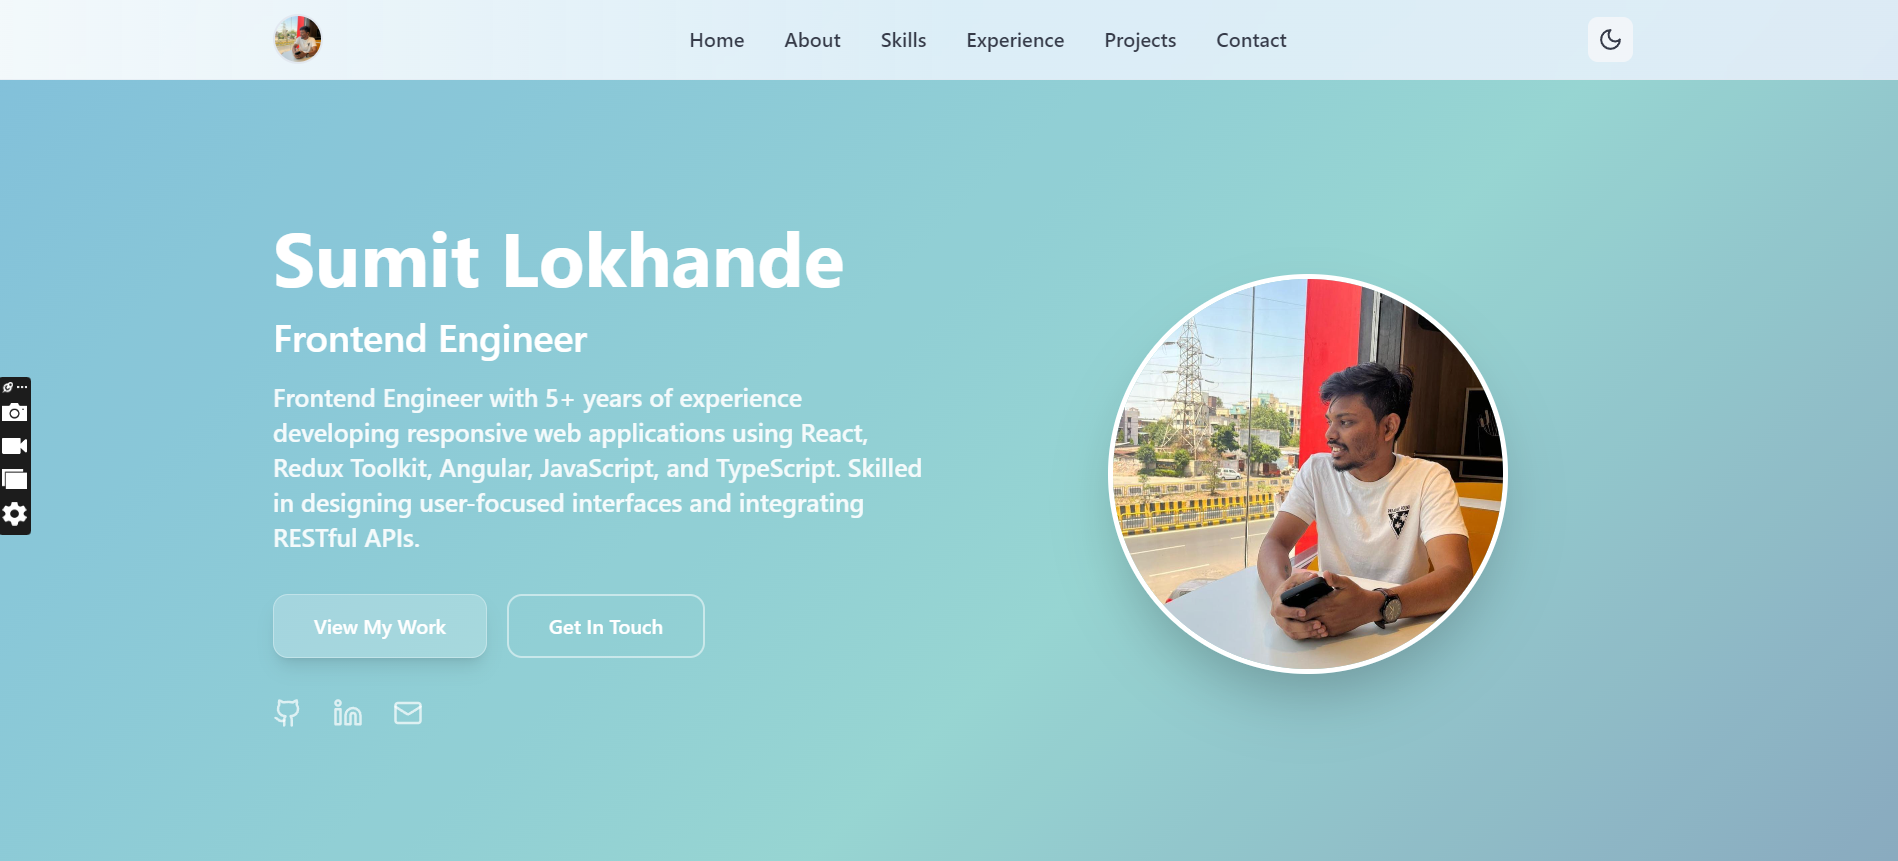 Home About Skills Experience Projects Contact
Sumit Lokhande
Frontend Engineer
Frontend Engineer with 5+ years of experience
developing responsive web applications using React,
Redux Toolkit, Angular, JavaScript, and TypeScript. Skilled
in designing user-focused interfaces and integrating
RESTful APIs.
View My Work Get In Touch